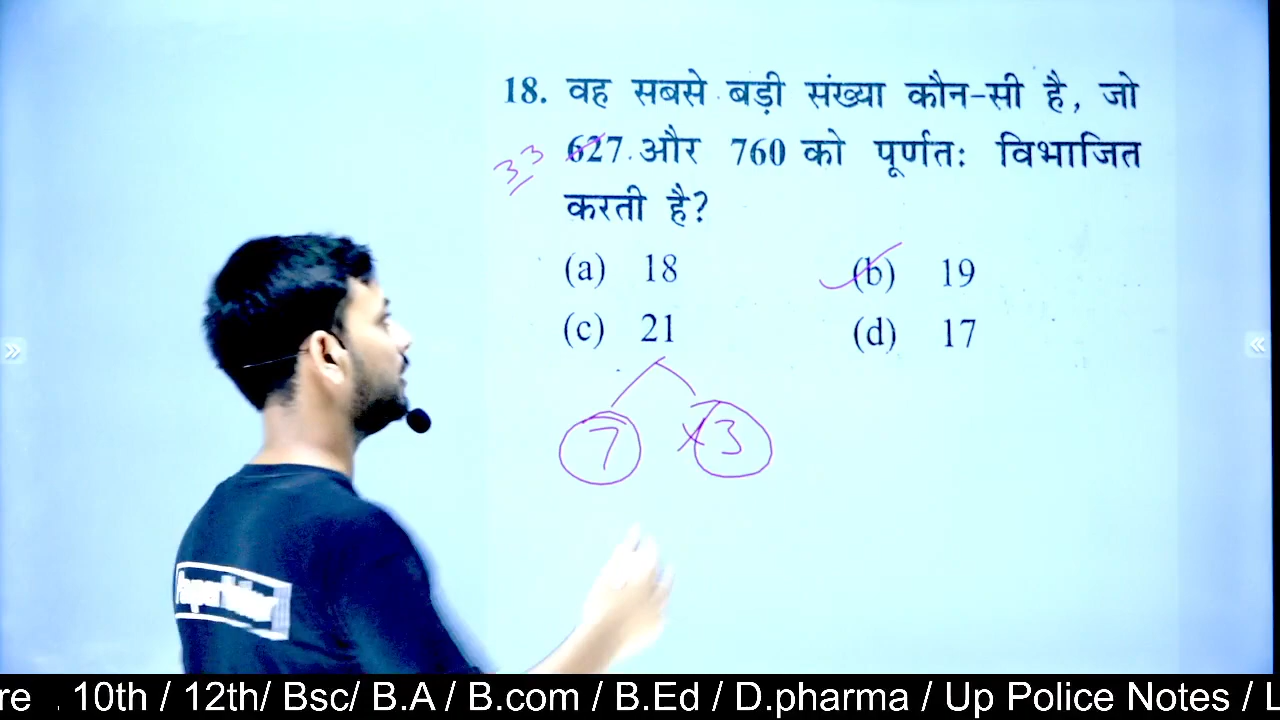 18. वह सबसे बड़ी संख्या कौन-सी है, जो
33 627 और 760 को पूर्णतः विभाजित
करती है?
(a) 18 (b) 19
(c) 21 (d) 17
7 x 3
re . 10th / 12th/ Bsc/ B.A / B.com / B.Ed / D.pharma / Up Police Notes / L